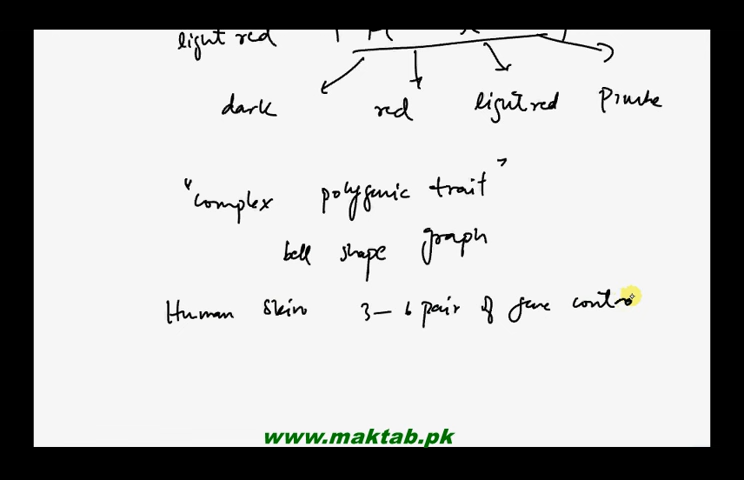 light red
dark red light red Pinke
"complex polygenic trait"
bell shape graph
Human skin 3 – 6 pair of gene contro
www.maktab.pk